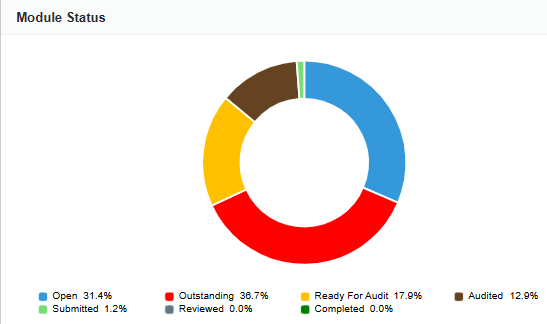 Module Status
Open 31.4% Outstanding 36.7% Ready For Audit 17.9% Audited 12.9%
Submitted 1.2% Reviewed 0.0% Completed 0.0%